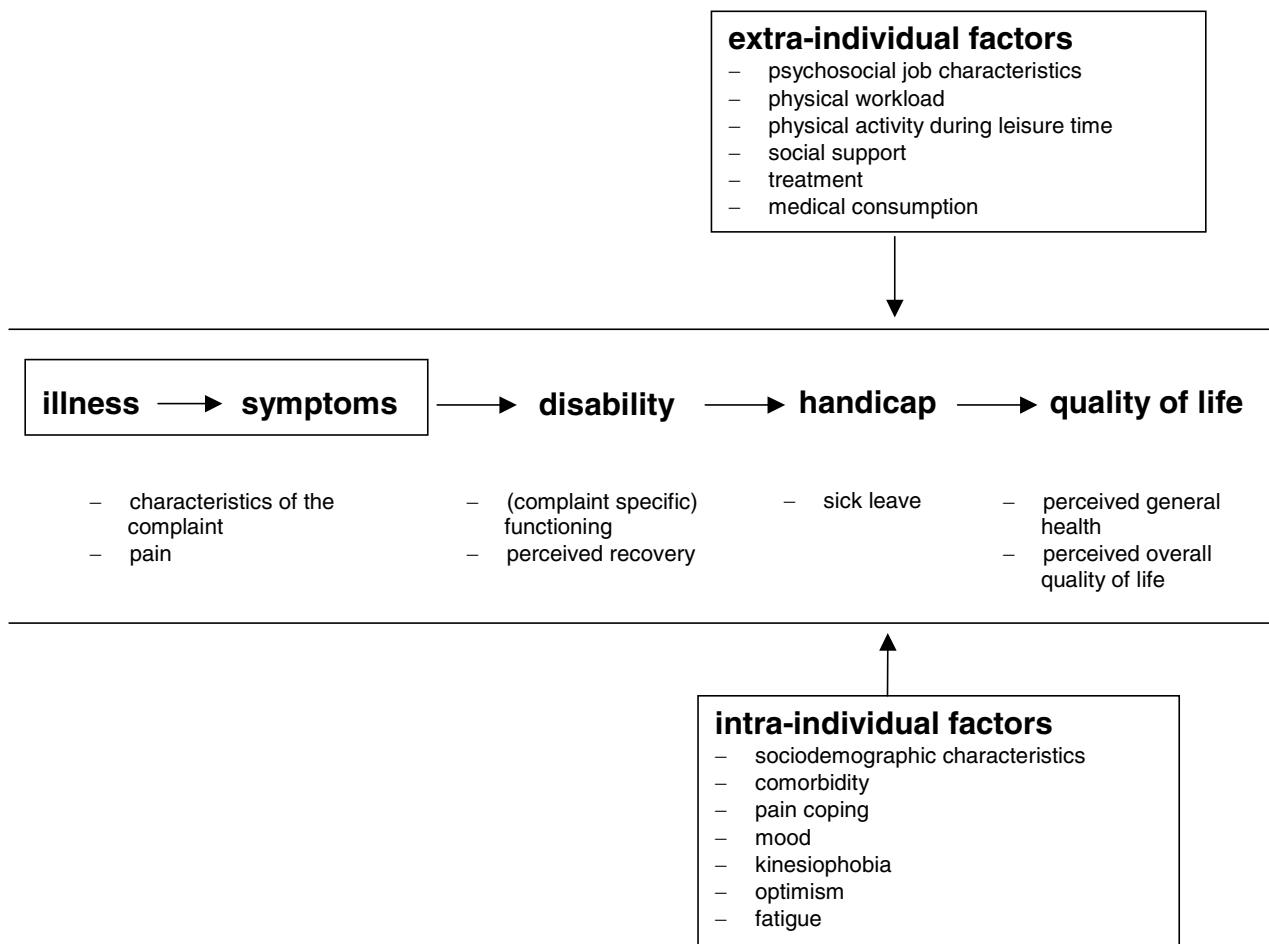 extra-individual factors
– psychosocial job characteristics
– physical workload
– physical activity during leisure time
– social support
– treatment
– medical consumption
illness symptoms disability handicap quality of life
– characteristics of the
complaint
– pain
– (complaint specific)
functioning
– perceived recovery
– sick leave
– perceived general
health
– perceived overall
quality of life
intra-individual factors
– sociodemographic characteristics
– comorbidity
– pain coping
– mood
– kinesiophobia
– optimism
– fatigue